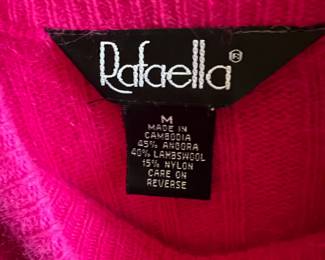 Rafaella®
M
MADE IN
CAMBODIA
45% ANGORA
40% LAMBSWOOL
15% NYLON
CARE ON
REVERSE